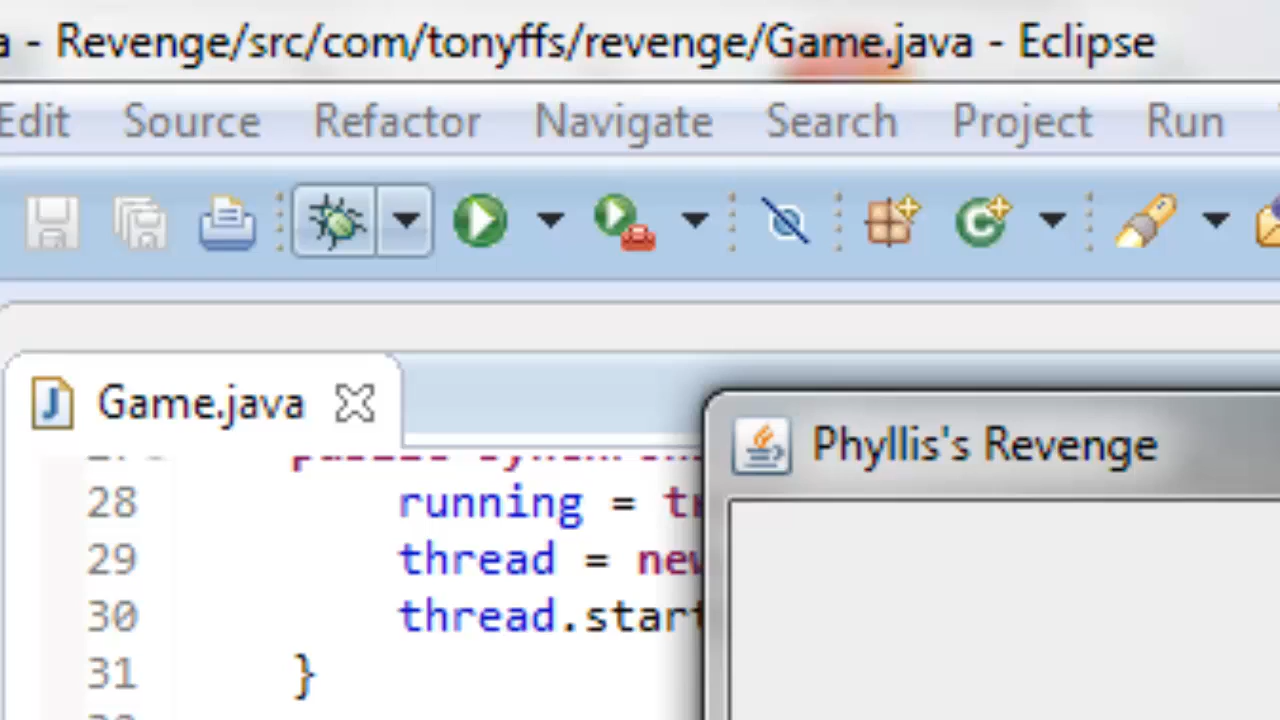 a - Revenge/src/com/tonyffs/revenge/Game.java - Eclipse
Edit Source Refactor Navigate Search Project Run
Game.java
Phyllis's Revenge
28 running = tr
29 thread = new
30 thread.start
31 }